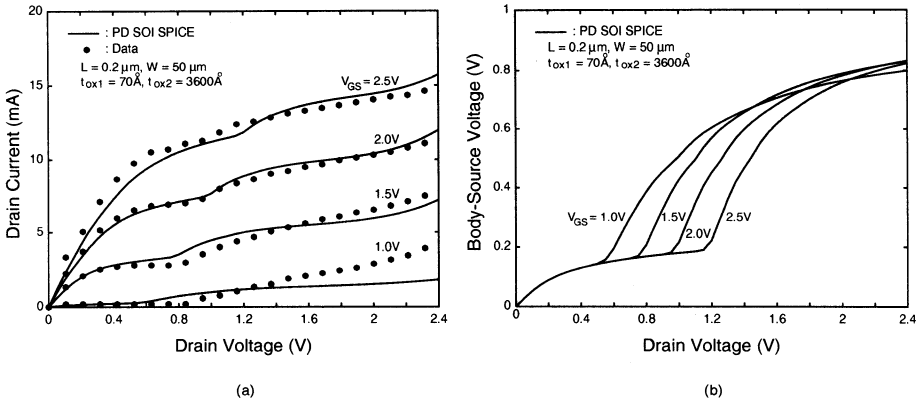 (a)
20
15
10
5
0
Drain Current (mA)
— : PD SOI SPICE
● : Data
L = 0.2 μm, W = 50 μm
tox1 = 70Å, tox2 = 3600Å
VGS = 2.5V
2.0V
1.5V
1.0V
0 0.4 0.8 1.2 1.6 2 2.4
Drain Voltage (V)
(a)
(b)
1
0.8
0.6
0.4
0.2
0
Body-Source Voltage (V)
— : PD SOI SPICE
L = 0.2 μm, W = 50 μm
tox1 = 70Å, tox2 = 3600Å
VGS = 1.0V
1.5V
2.0V
2.5V
0 0.4 0.8 1.2 1.6 2 2.4
Drain Voltage (V)
(b)